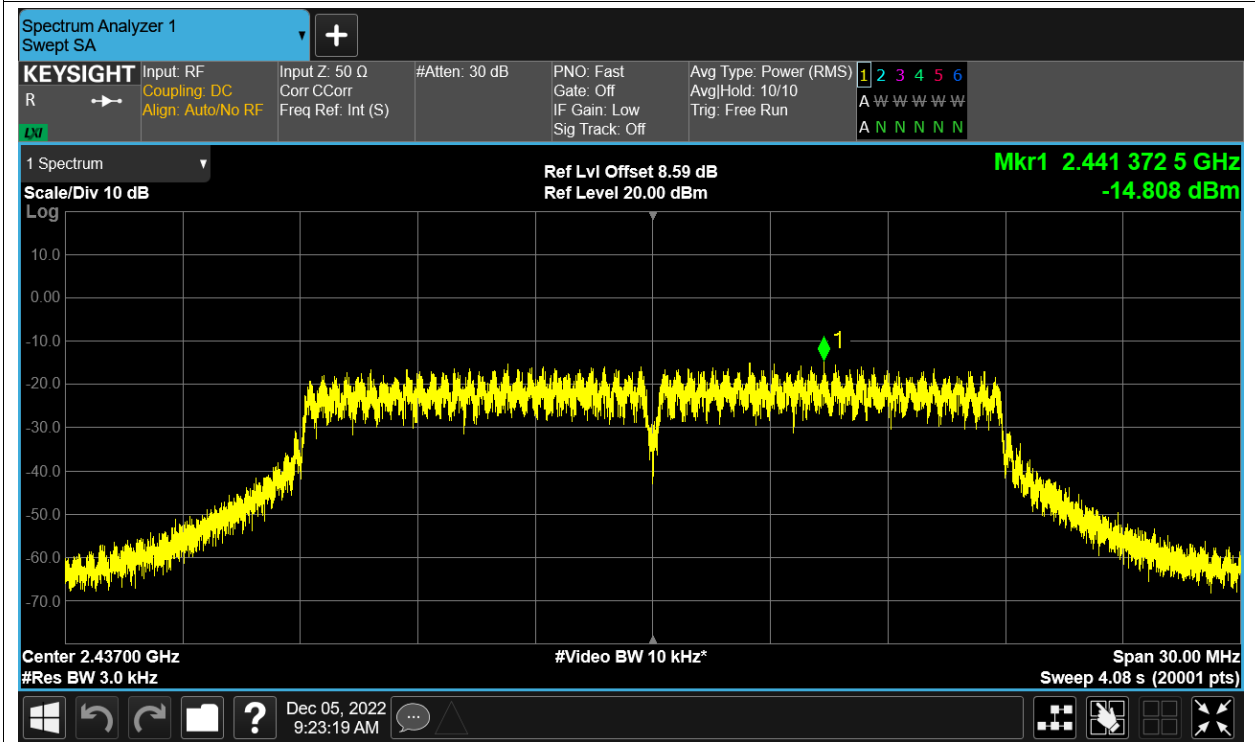 Spectrum Analyzer 1
Swept SA
KEYSIGHT
R
LXI
Input: RF
Coupling: DC
Align: Auto/No RF
Input Z: 50 Ω
Corr CCorr
Freq Ref: Int (S)
#Atten: 30 dB
PNO: Fast
Gate: Off
IF Gain: Low
Sig Track: Off
Avg Type: Power (RMS)
Avg|Hold: 10/10
Trig: Free Run
1 2 3 4 5 6
A W W W W W
A N N N N N
1 Spectrum
Scale/Div 10 dB
Ref Lvl Offset 8.59 dB
Ref Level 20.00 dBm
Mkr1 2.441 372 5 GHz
-14.808 dBm
Log
10.0
0.00
-10.0
1
-20.0
-30.0
-40.0
-50.0
-60.0
-70.0
Center 2.43700 GHz
#Video BW 10 kHz*
Span 30.00 MHz
#Res BW 3.0 kHz
Sweep 4.08 s (20001 pts)
Dec 05, 2022
9:23:19 AM